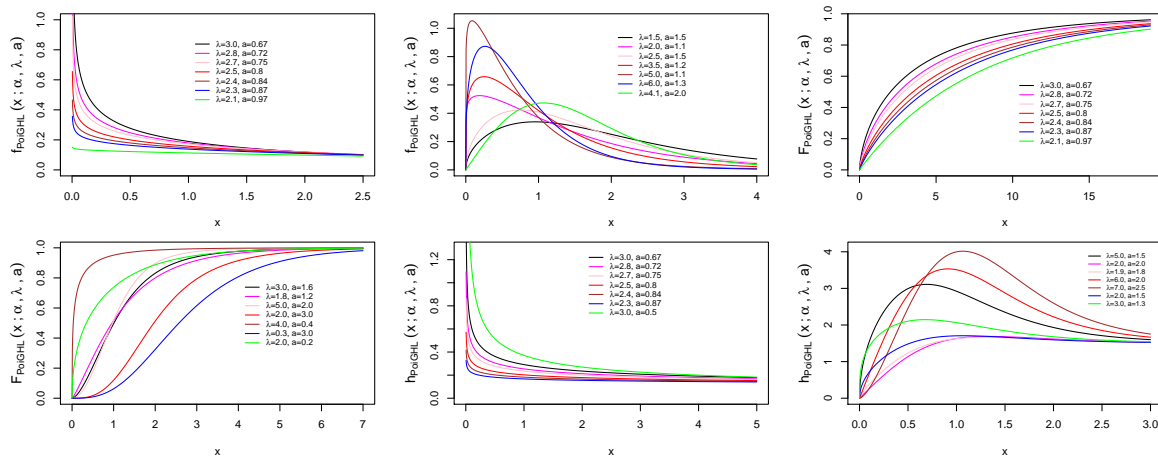 f_PoiGHL (x ; α , λ , a)
0.0 0.2 0.4 0.6 0.8 1.0
λ=3.0, a=0.67
λ=2.8, a=0.72
λ=2.7, a=0.75
λ=2.5, a=0.8
λ=2.4, a=0.84
λ=2.3, a=0.87
λ=2.1, a=0.97
0.0 0.5 1.0 1.5 2.0 2.5
x
f_PoiGHL (x ; α , λ , a)
0.0 0.2 0.4 0.6 0.8 1.0
λ=1.5, a=1.5
λ=2.0, a=1.1
λ=2.5, a=1.5
λ=3.5, a=1.2
λ=5.0, a=1.1
λ=6.0, a=1.3
λ=4.1, a=2.0
0 1 2 3 4
x
F_PoiGHL (x ; α , λ , a)
0.0 0.2 0.4 0.6 0.8 1.0
λ=3.0, a=0.67
λ=2.8, a=0.72
λ=2.7, a=0.75
λ=2.5, a=0.8
λ=2.4, a=0.84
λ=2.3, a=0.87
λ=2.1, a=0.97
0 5 10 15
x
F_PoiGHL (x ; α , λ , a)
0.0 0.2 0.4 0.6 0.8 1.0
λ=3.0, a=1.6
λ=1.8, a=1.2
λ=5.0, a=2.0
λ=2.0, a=3.0
λ=4.0, a=0.4
λ=0.3, a=3.0
λ=2.0, a=0.2
0 1 2 3 4 5 6 7
x
h_PoiGHL (x ; α , λ , a)
0.0 0.4 0.8 1.2
λ=3.0, a=0.67
λ=2.8, a=0.72
λ=2.7, a=0.75
λ=2.5, a=0.8
λ=2.4, a=0.84
λ=2.3, a=0.87
λ=3.0, a=0.5
0 1 2 3 4 5
x
h_PoiGHL (x ; α , λ , a)
0 1 2 3 4
λ=5.0, a=1.5
λ=2.0, a=2.0
λ=1.9, a=1.8
λ=6.0, a=2.0
λ=7.0, a=2.5
λ=2.0, a=1.5
λ=3.0, a=1.3
0.0 0.5 1.0 1.5 2.0 2.5 3.0
x